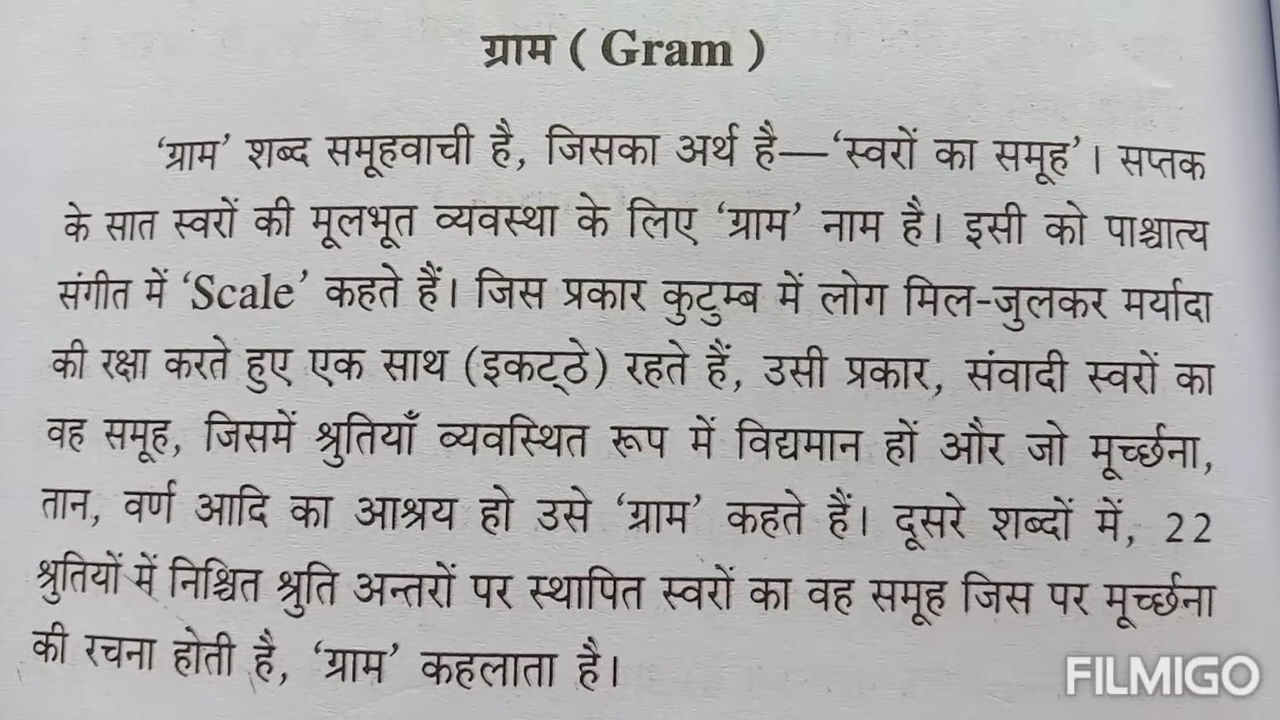 ग्राम ( Gram )
‘ग्राम’ शब्द समूहवाची है, जिसका अर्थ है—‘स्वरों का समूह’। सप्तक
के सात स्वरों की मूलभूत व्यवस्था के लिए ‘ग्राम’ नाम है। इसी को पाश्चात्य
संगीत में ‘Scale’ कहते हैं। जिस प्रकार कुटुम्ब में लोग मिल-जुलकर मर्यादा
की रक्षा करते हुए एक साथ (इकट्ठे) रहते हैं, उसी प्रकार, संवादी स्वरों का
वह समूह, जिसमें श्रुतियाँ व्यवस्थित रूप में विद्यमान हों और जो मूर्च्छना,
तान, वर्ण आदि का आश्रय हो उसे ‘ग्राम’ कहते हैं। दूसरे शब्दों में, 22
श्रुतियों में निश्चित श्रुति अन्तरों पर स्थापित स्वरों का वह समूह जिस पर मूर्च्छना
की रचना होती है, ‘ग्राम’ कहलाता है।
FILMIGO